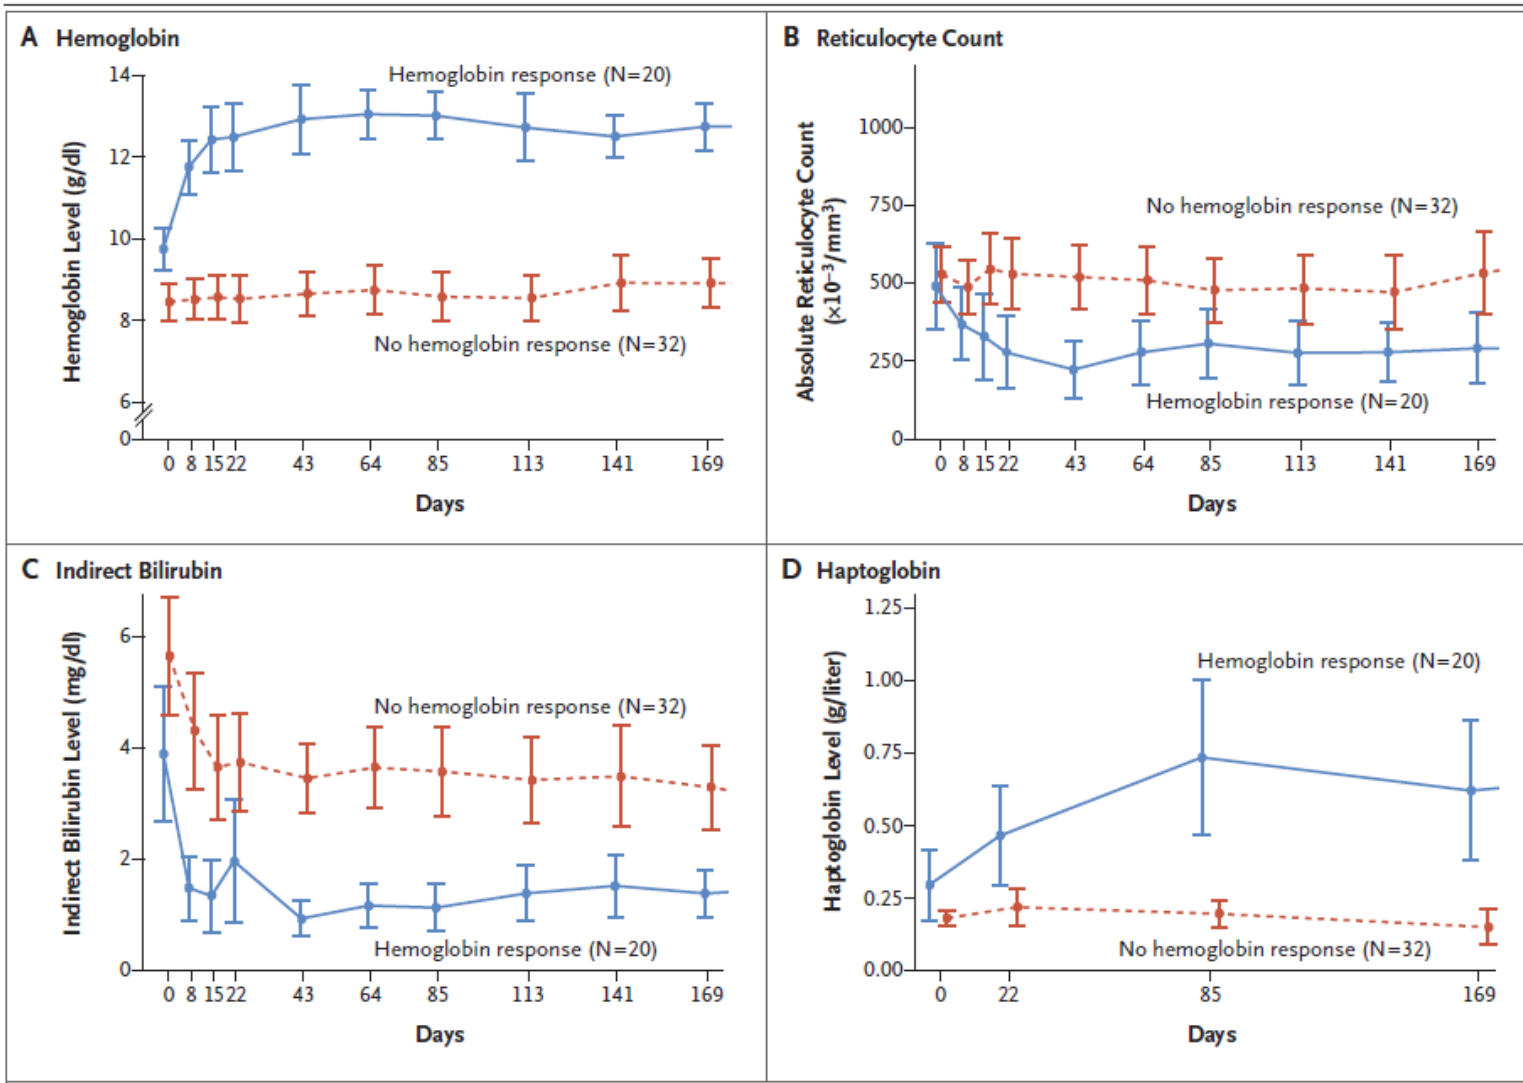 A Hemoglobin
Hemoglobin Level (g/dl)
14
12
10
8
6
0
Hemoglobin response (N=20)
No hemoglobin response (N=32)
0 8 15 22 43 64 85 113 141 169
Days
B Reticulocyte Count
Absolute Reticulocyte Count
(×10⁻³/mm³)
1000
750
500
250
0
No hemoglobin response (N=32)
Hemoglobin response (N=20)
0 8 15 22 43 64 85 113 141 169
Days
C Indirect Bilirubin
Indirect Bilirubin Level (mg/dl)
6
4
2
0
No hemoglobin response (N=32)
Hemoglobin response (N=20)
0 8 15 22 43 64 85 113 141 169
Days
D Haptoglobin
Haptoglobin Level (g/liter)
1.25
1.00
0.75
0.50
0.25
0.00
Hemoglobin response (N=20)
No hemoglobin response (N=32)
0 22 85 169
Days